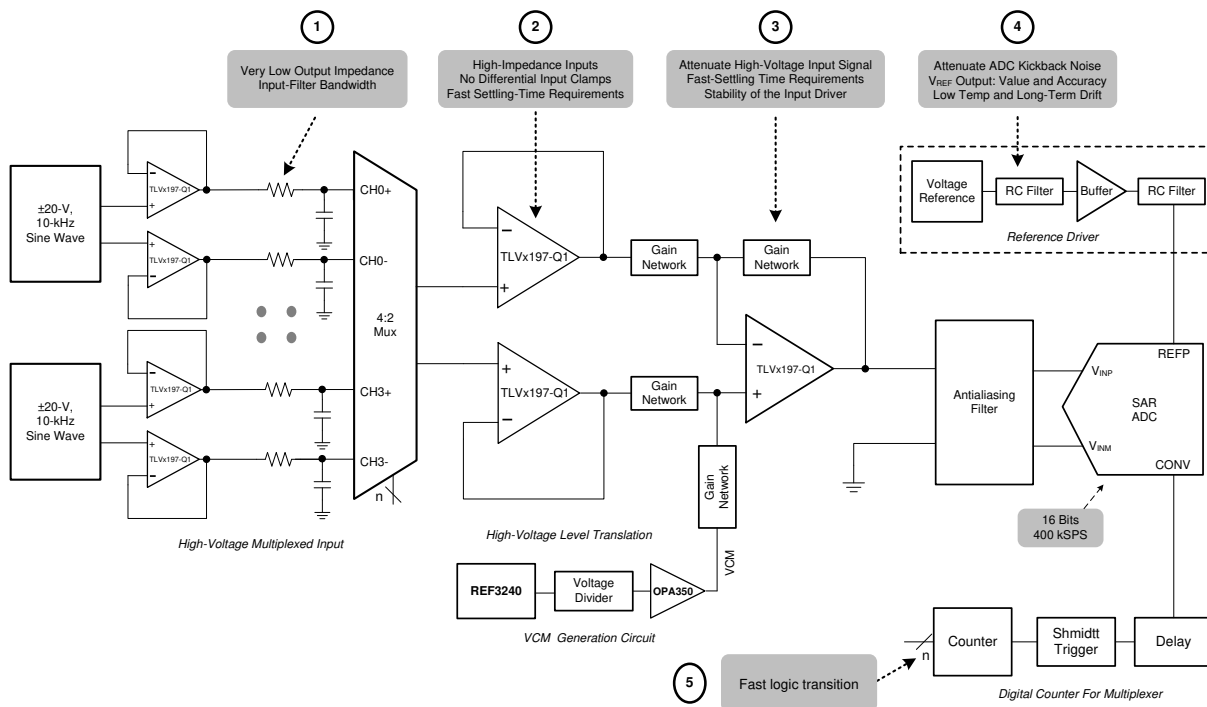 1
Very Low Output Impedance
Input-Filter Bandwidth
2
High-Impedance Inputs
No Differential Input Clamps
Fast Settling-Time Requirements
3
Attenuate High-Voltage Input Signal
Fast-Settling Time Requirements
Stability of the Input Driver
4
Attenuate ADC Kickback Noise
VREF Output: Value and Accuracy
Low Temp and Long-Term Drift
±20-V,
10-kHz
Sine Wave
−
TLVx197-Q1
+
+
TLVx197-Q1
−
CH0+
CH0-
±20-V,
10-kHz
Sine Wave
−
TLVx197-Q1
+
+
TLVx197-Q1
−
CH3+
CH3-
4:2
Mux
n
High-Voltage Multiplexed Input
−
TLVx197-Q1
+
+
TLVx197-Q1
−
Gain
Network
Gain
Network
Gain
Network
Gain
Network
−
TLVx197-Q1
+
High-Voltage Level Translation
VCM
REF3240
Voltage
Divider
OPA350
VCM Generation Circuit
Voltage
Reference
RC Filter
Buffer
RC Filter
Reference Driver
Antialiasing
Filter
REFP
VINP
SAR
ADC
VINM
CONV
16 Bits
400 kSPS
n
Counter
Shmidtt
Trigger
Delay
5
Fast logic transition
Digital Counter For Multiplexer